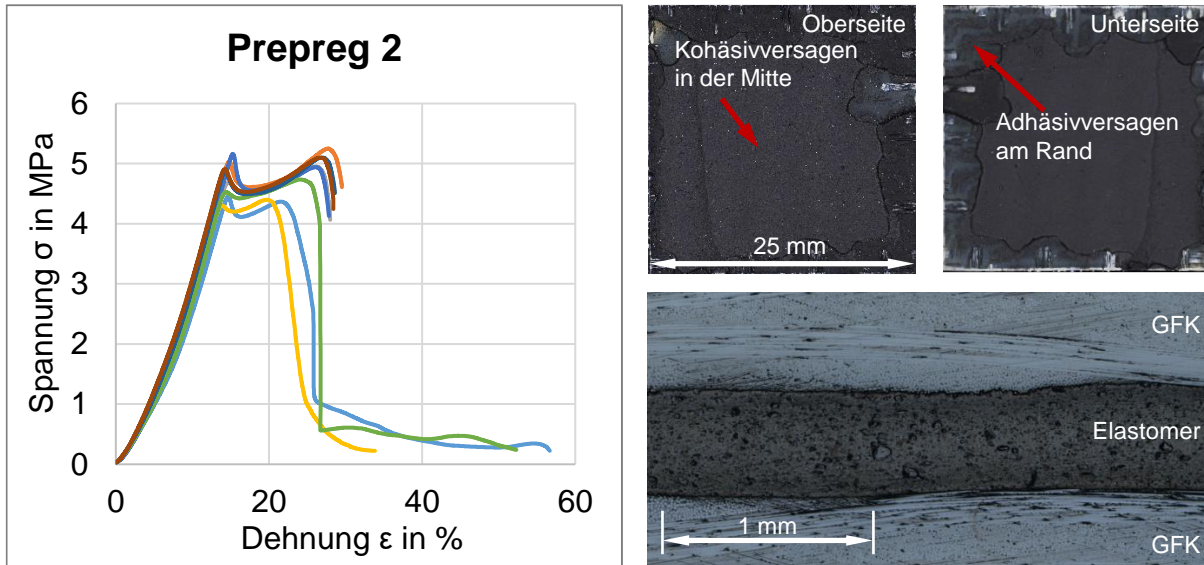 Prepreg 2
Spannung σ in MPa
6
5
4
3
2
1
0
0 20 40 60
Dehnung ε in %
Oberseite
Kohäsivversagen
in der Mitte
25 mm
Unterseite
Adhäsivversagen
am Rand
GFK
Elastomer
1 mm
GFK